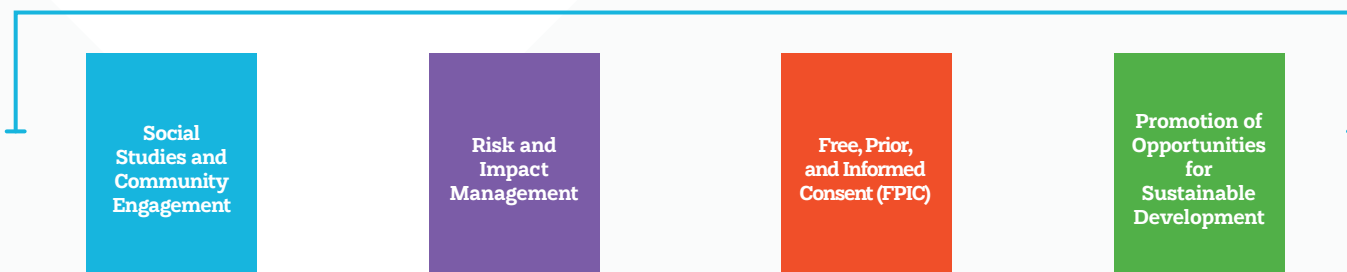 Social
Studies and
Community
Engagement
Risk and
Impact
Management
Free, Prior,
and Informed
Consent (FPIC)
Promotion of
Opportunities
for
Sustainable
Development